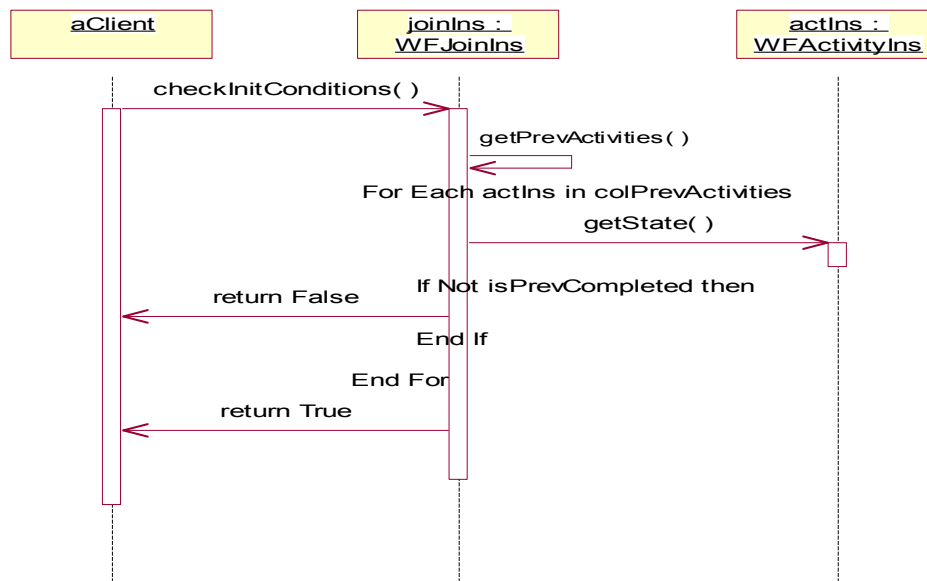 aClient
joinIns :
WFJoinIns
actIns :
WFActivityIns
checkInitConditions( )
getPrevActivities( )
For Each actIns in colPrevActivities
getState( )
If Not isPrevCompleted then
return False
End If
End For
return True